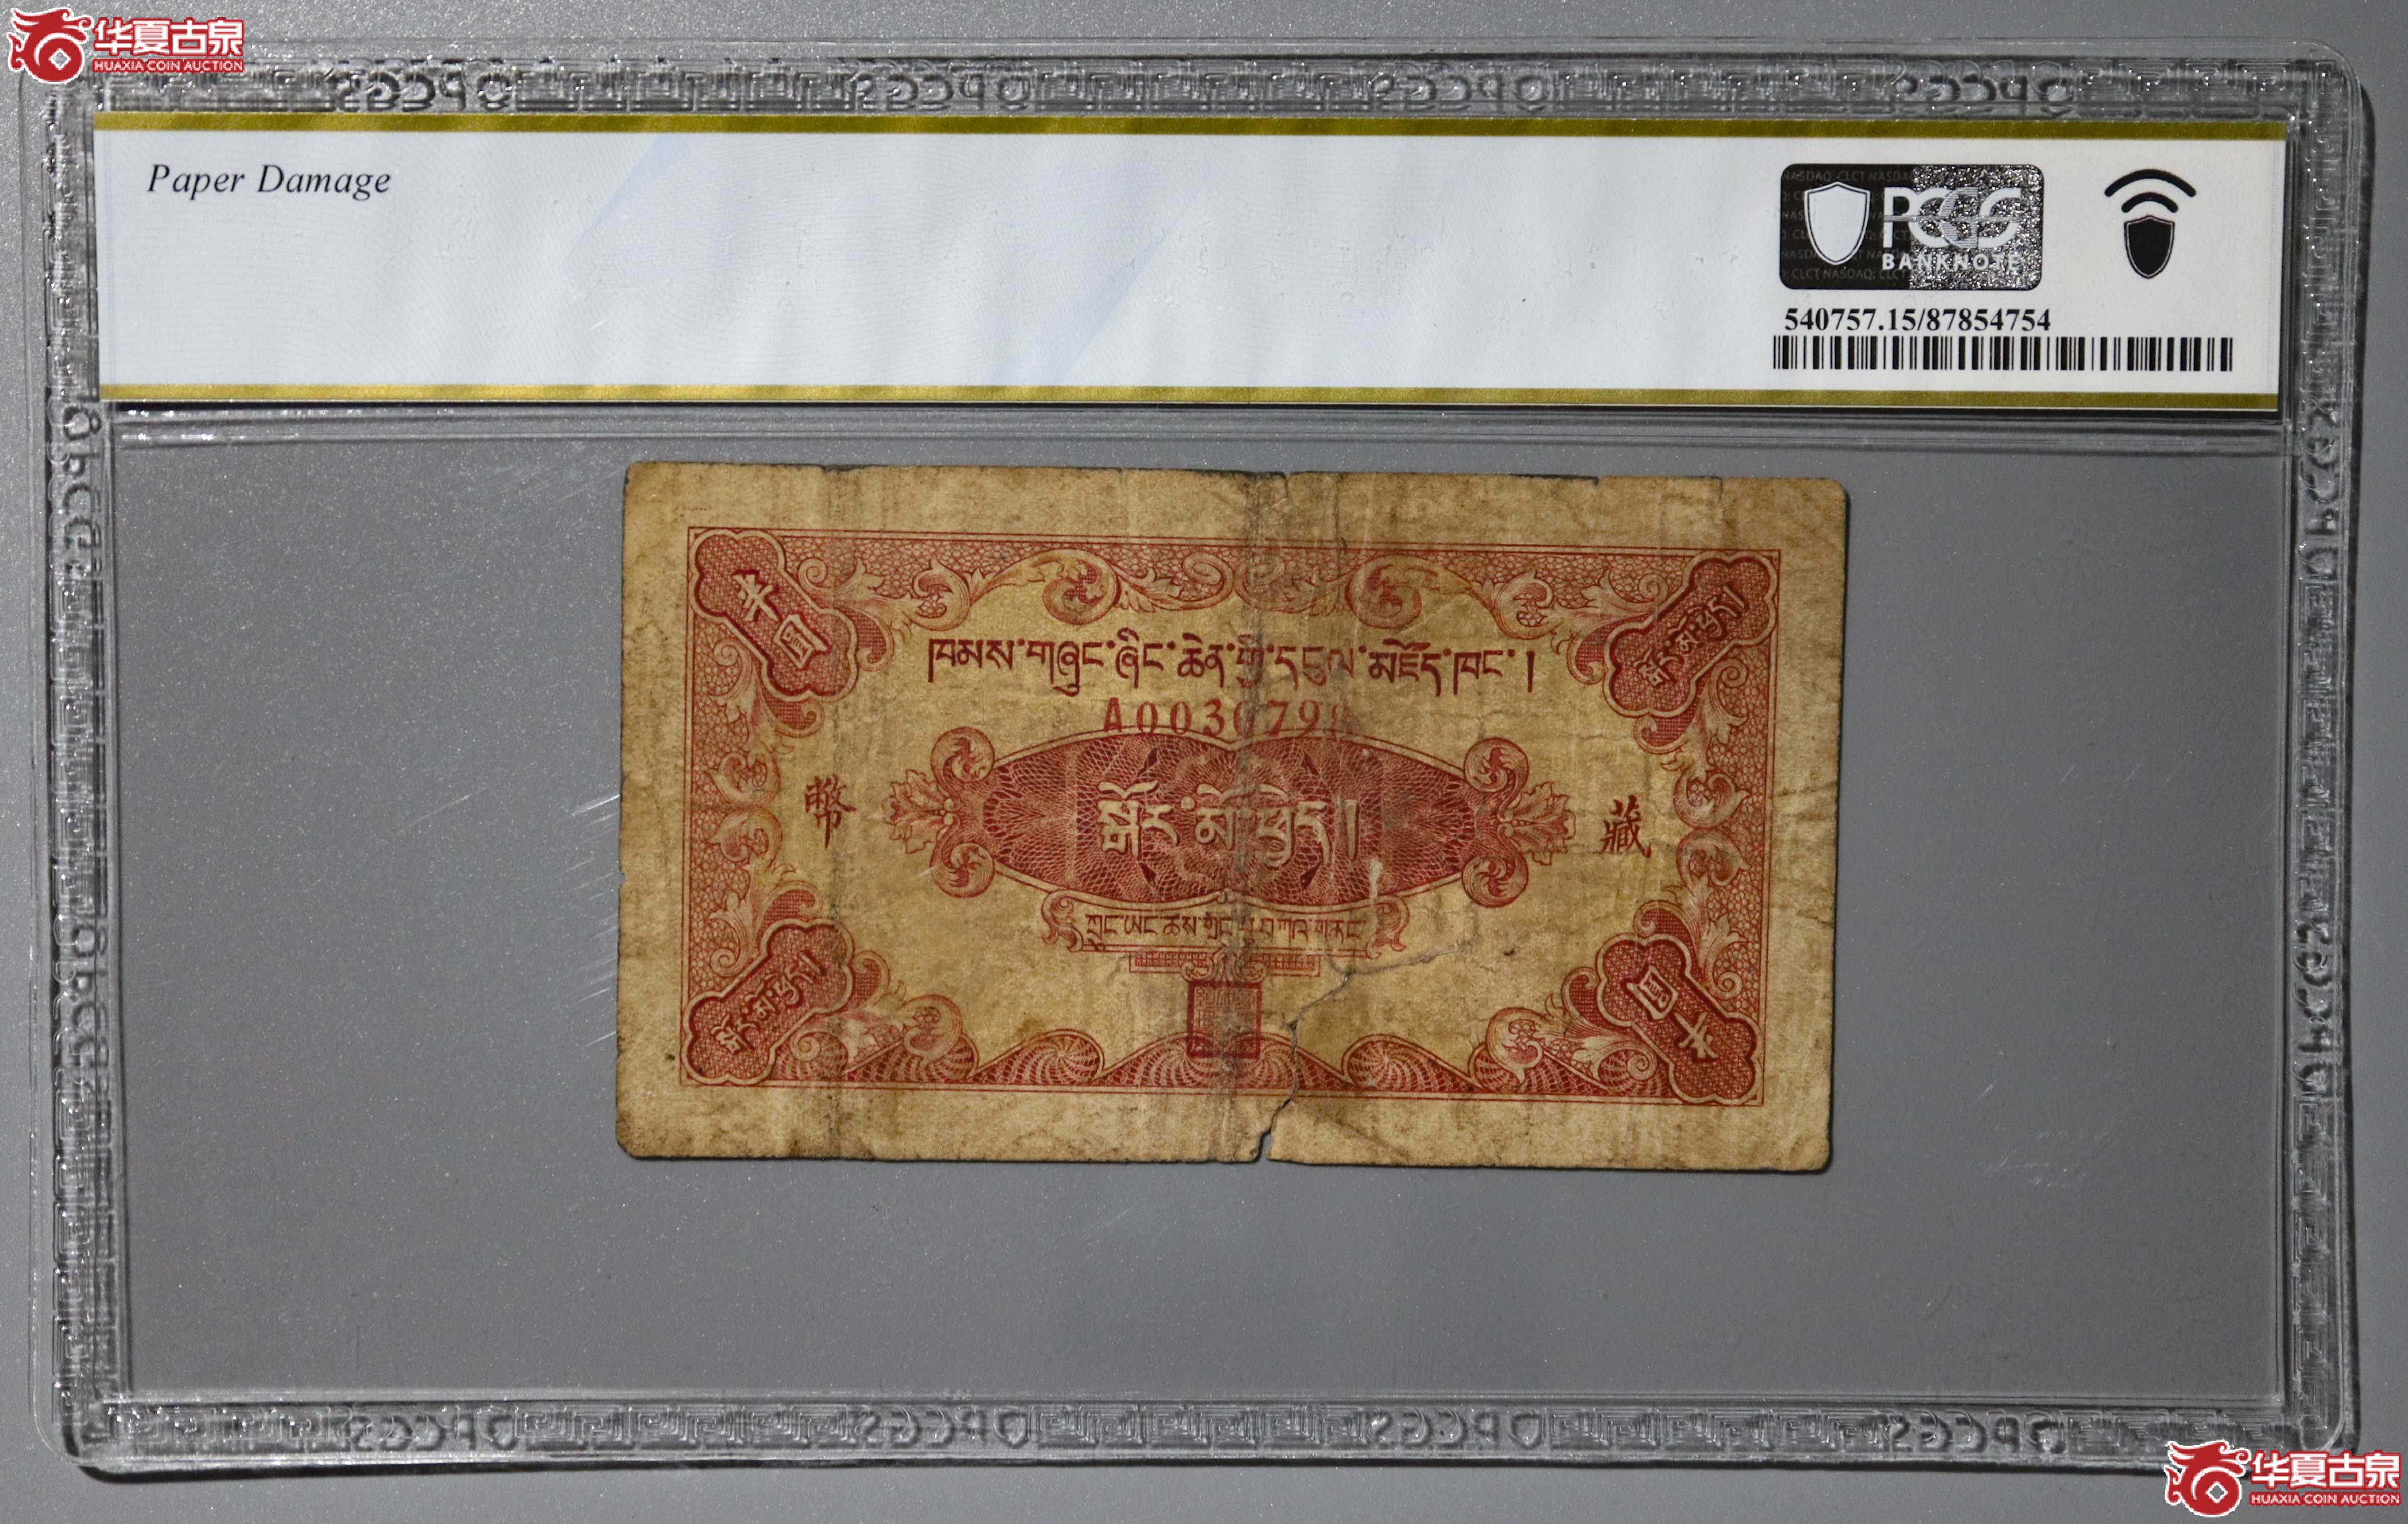 华夏古泉
HUAXIA COIN AUCTION
Paper Damage
PCGS
BANKNOTE
540757.15/87854754
半圓
སྒོར་མོ་ཕྱེད།
ཁམས་གཞུང་ཞིང་ཆེན་གྱི་དངུལ་མཛོད་ཁང་།
幣
སྒོར་མོ་ཕྱེད།
藏
སྒོར་མོ་ཕྱེད།
半圓
华夏古泉
HUAXIA COIN AUCTION